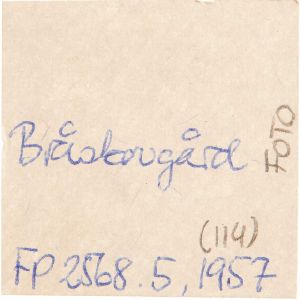 Bråskovgård
FOTO
(114)
FP 2568.5, 1957